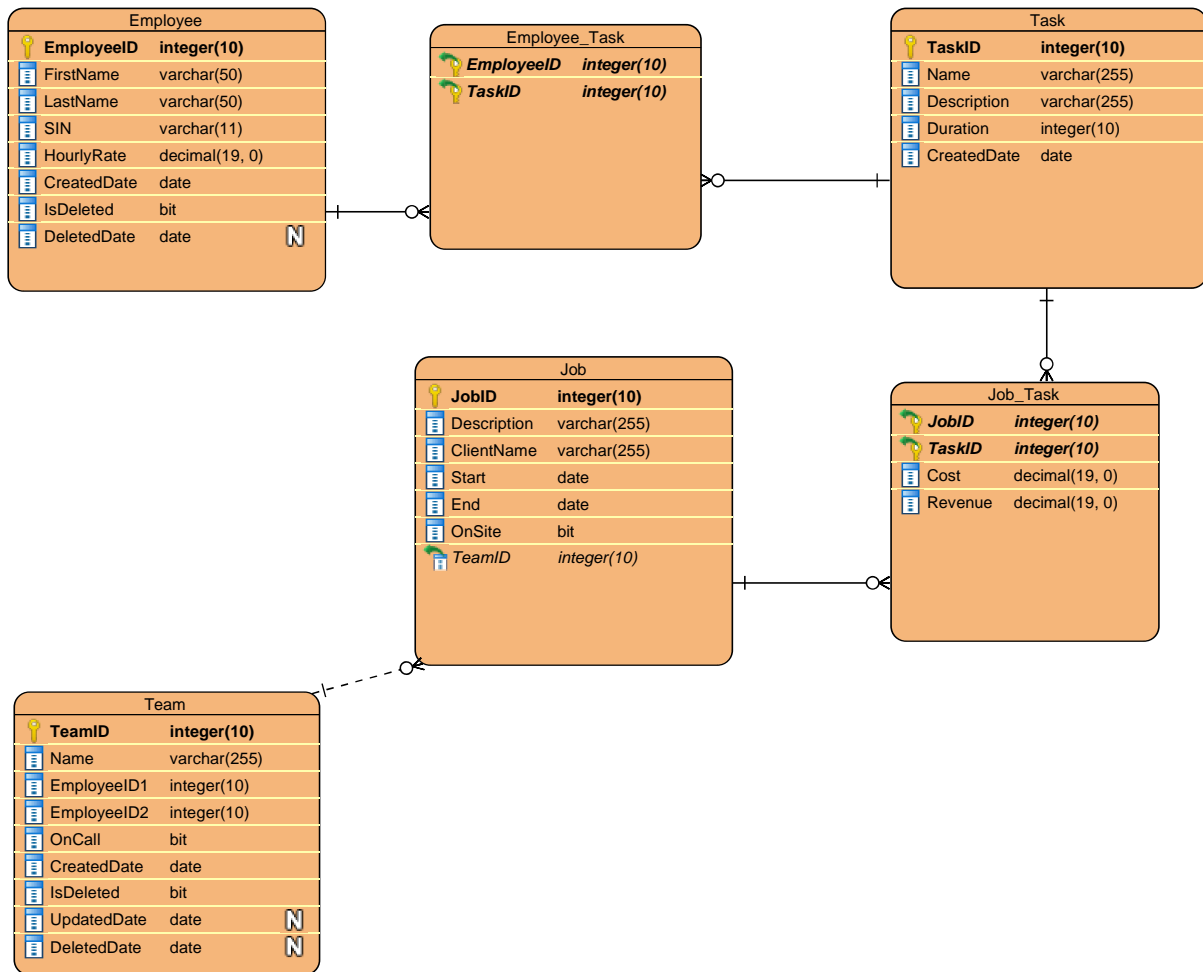 Employee
EmployeeID integer(10)
FirstName varchar(50)
LastName varchar(50)
SIN varchar(11)
HourlyRate decimal(19, 0)
CreatedDate date
IsDeleted bit
DeletedDate date N
Employee_Task
EmployeeID integer(10)
TaskID integer(10)
Task
TaskID integer(10)
Name varchar(255)
Description varchar(255)
Duration integer(10)
CreatedDate date
Job
JobID integer(10)
Description varchar(255)
ClientName varchar(255)
Start date
End date
OnSite bit
TeamID integer(10)
Job_Task
JobID integer(10)
TaskID integer(10)
Cost decimal(19, 0)
Revenue decimal(19, 0)
Team
TeamID integer(10)
Name varchar(255)
EmployeeID1 integer(10)
EmployeeID2 integer(10)
OnCall bit
CreatedDate date
IsDeleted bit
UpdatedDate date N
DeletedDate date N